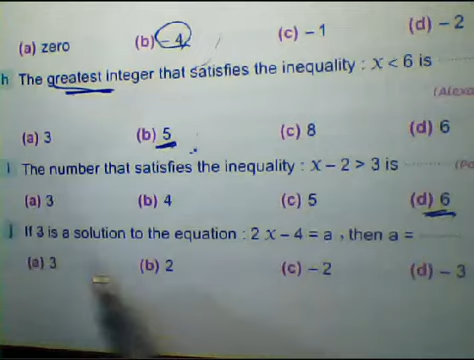 (a) zero (b) – 4 (c) – 1 (d) – 2
h The greatest integer that satisfies the inequality : x < 6 is ........
(Alexa
(a) 3 (b) 5 (c) 8 (d) 6
i The number that satisfies the inequality : x – 2 > 3 is ........ (Po
(a) 3 (b) 4 (c) 5 (d) 6
j If 3 is a solution to the equation : 2 x – 4 = a , then a = ........
(a) 3 (b) 2 (c) – 2 (d) – 3